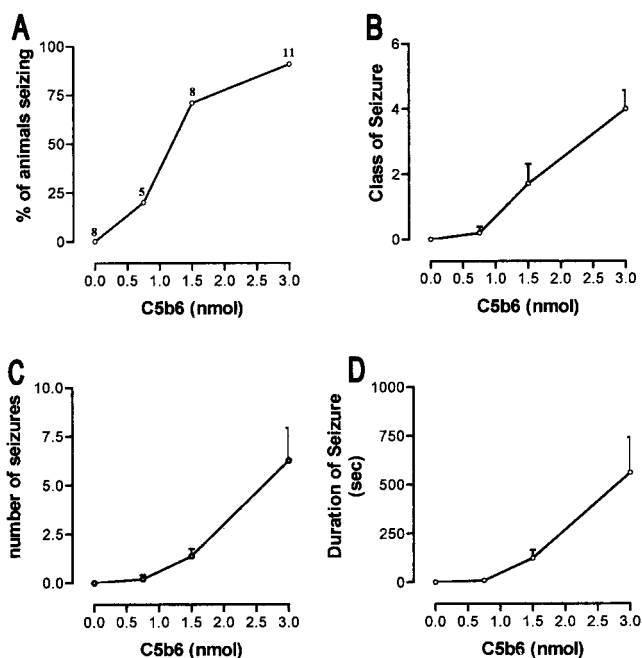 A
% of animals seizing
100
75
50
25
0
8
5
8
11
0.0 0.5 1.0 1.5 2.0 2.5 3.0
C5b6 (nmol)
B
Class of Seizure
6
4
2
0
0.0 0.5 1.0 1.5 2.0 2.5 3.0
C5b6 (nmol)
C
number of seizures
10.0
7.5
5.0
2.5
0.0
0.0 0.5 1.0 1.5 2.0 2.5 3.0
C5b6 (nmol)
D
Duration of Seizure
(sec)
1000
750
500
250
0
0.0 0.5 1.0 1.5 2.0 2.5 3.0
C5b6 (nmol)